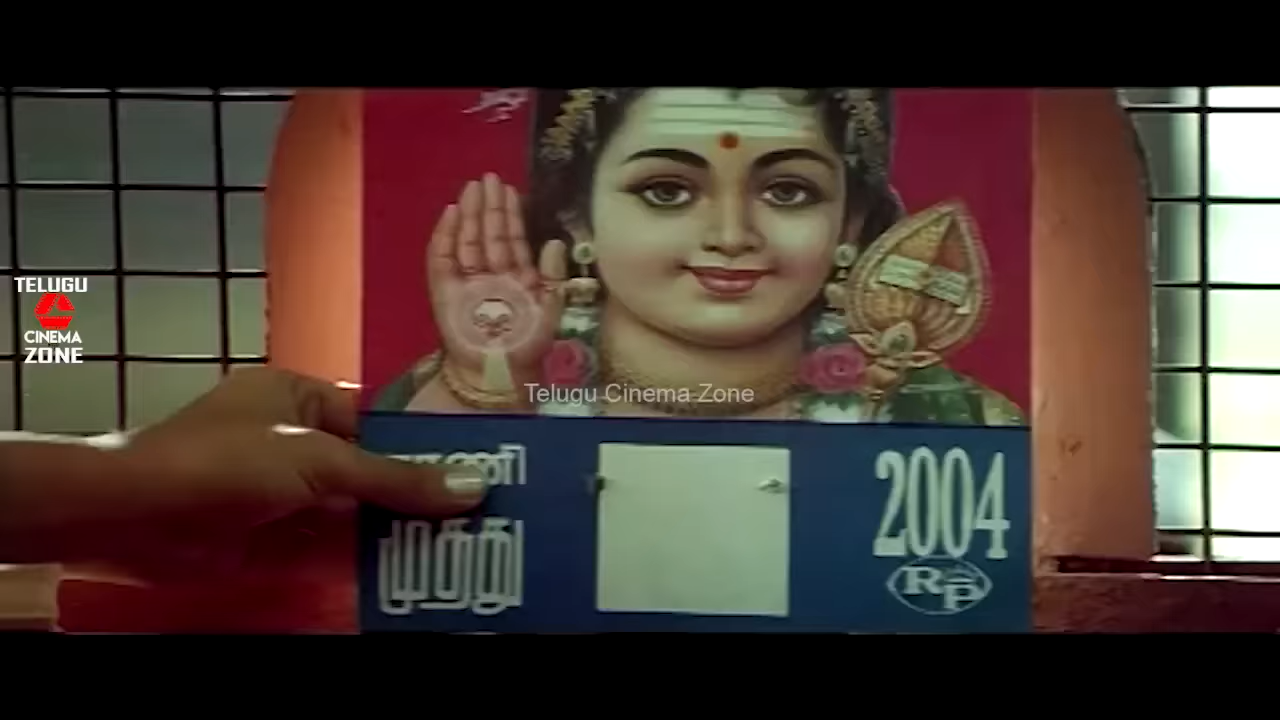 TELUGU
CINEMA
ZONE
Telugu Cinema Zone
முத்து
2004
RP